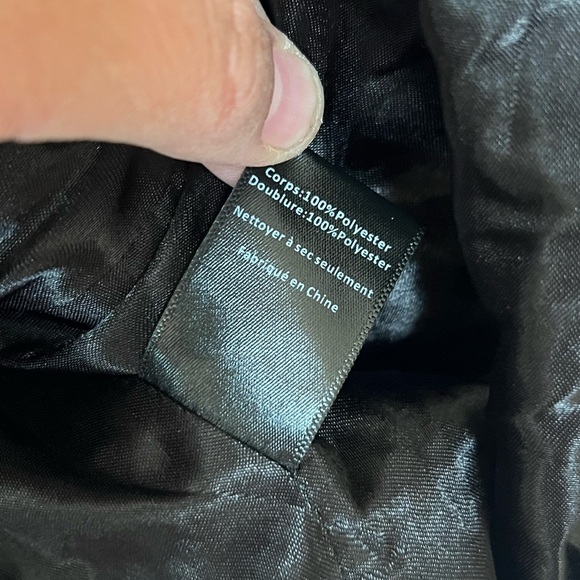 Corps:100%Polyester
Doublure:100%Polyester
Nettoyer à sec seulement
Fabriqué en Chine